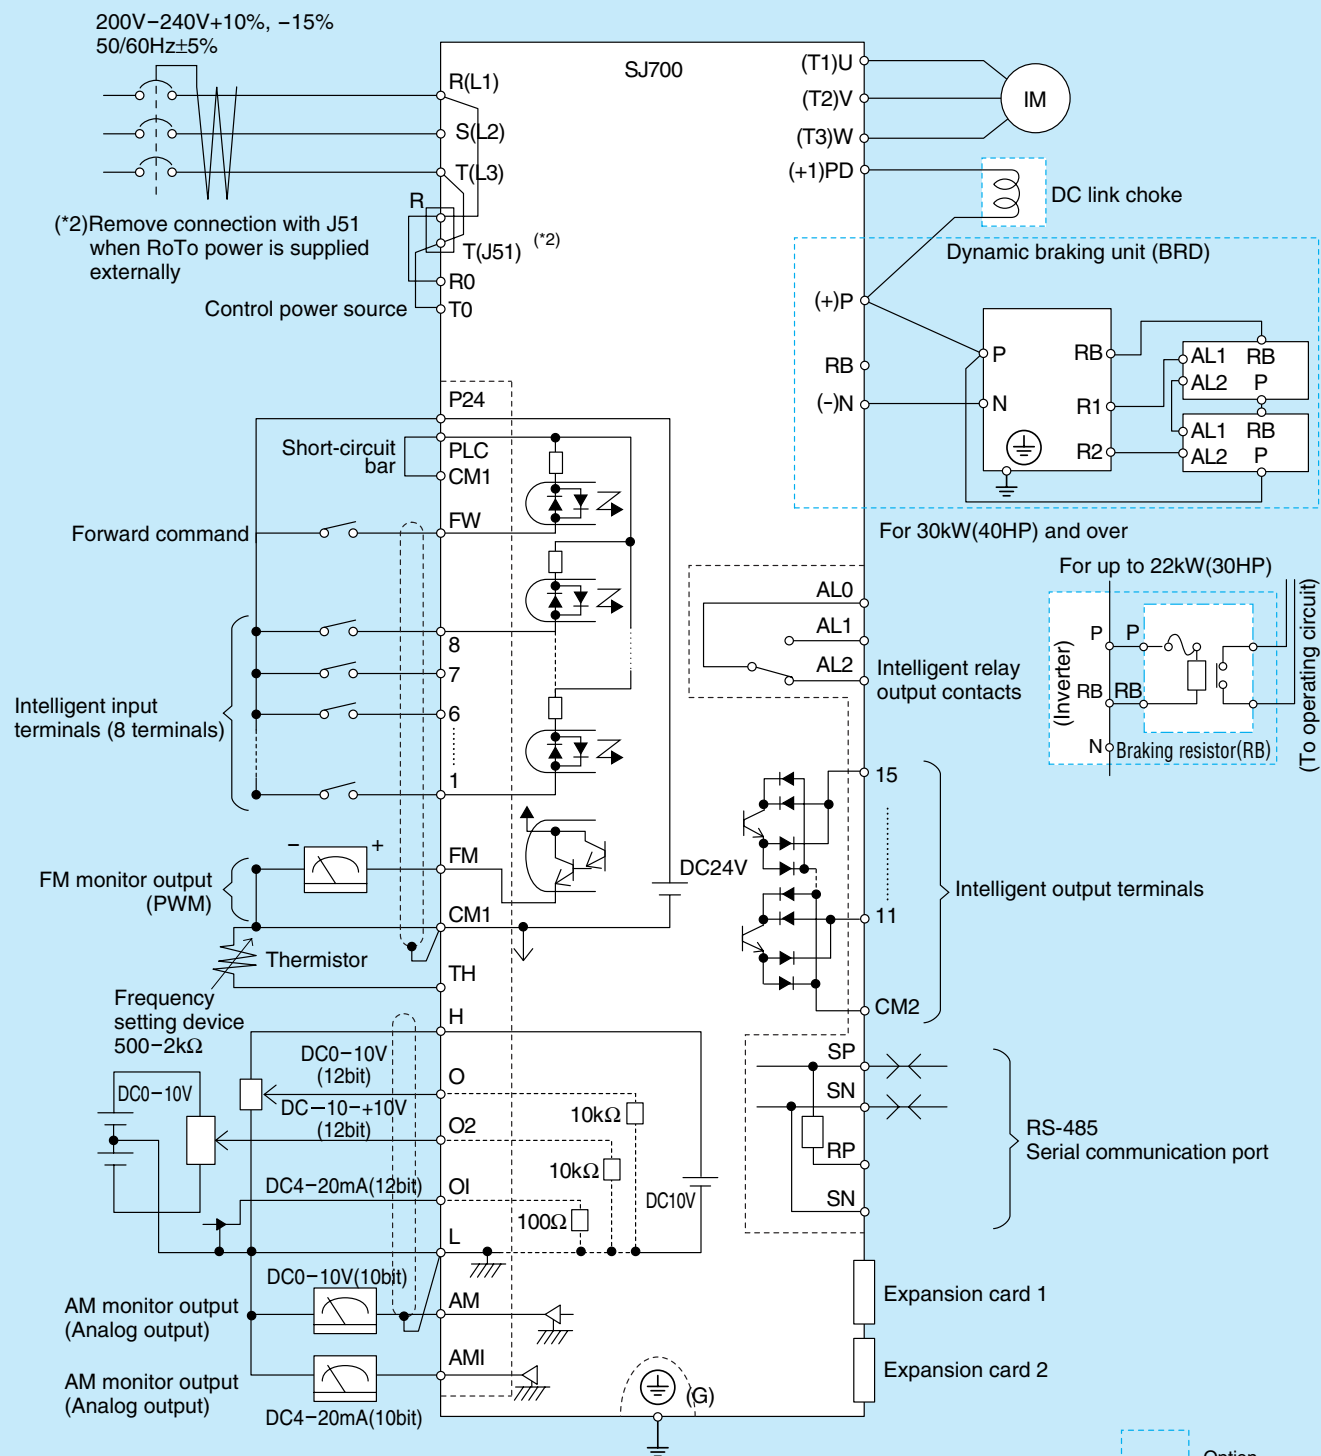 200V−240V+10%, −15%
50/60Hz±5%
SJ700
R(L1)
S(L2)
T(L3)
R
T(J51) (*2)
R0
T0
(*2)Remove connection with J51
when RoTo power is supplied
externally
Control power source
(T1)U
(T2)V
(T3)W
IM
(+1)PD
DC link choke
Dynamic braking unit (BRD)
(+)P
RB
(−)N
P
N
RB
R1
R2
AL1 RB
AL2 P
AL1 RB
AL2 P
For 30kW(40HP) and over
For up to 22kW(30HP)
(Inverter)
P
RB
N
P
RB
Braking resistor(RB)
(To operating circuit)
P24
Short-circuit
bar
PLC
CM1
Forward command
FW
8
7
6
1
Intelligent input
terminals (8 terminals)
AL0
AL1
AL2
Intelligent relay
output contacts
15
11
CM2
Intelligent output terminals
−
+
FM monitor output
(PWM)
FM
CM1
DC24V
Thermistor
TH
Frequency
setting device
500−2kΩ
H
DC0−10V
(12bit)
O
DC0−10V
DC−10-+10V
(12bit)
O2
DC4−20mA(12bit)
OI
L
10kΩ
10kΩ
100Ω
DC10V
SP
SN
RP
SN
RS-485
Serial communication port
DC0−10V(10bit)
AM monitor output
(Analog output)
AM
AM monitor output
(Analog output)
AMI
DC4−20mA(10bit)
(G)
Expansion card 1
Expansion card 2
Option